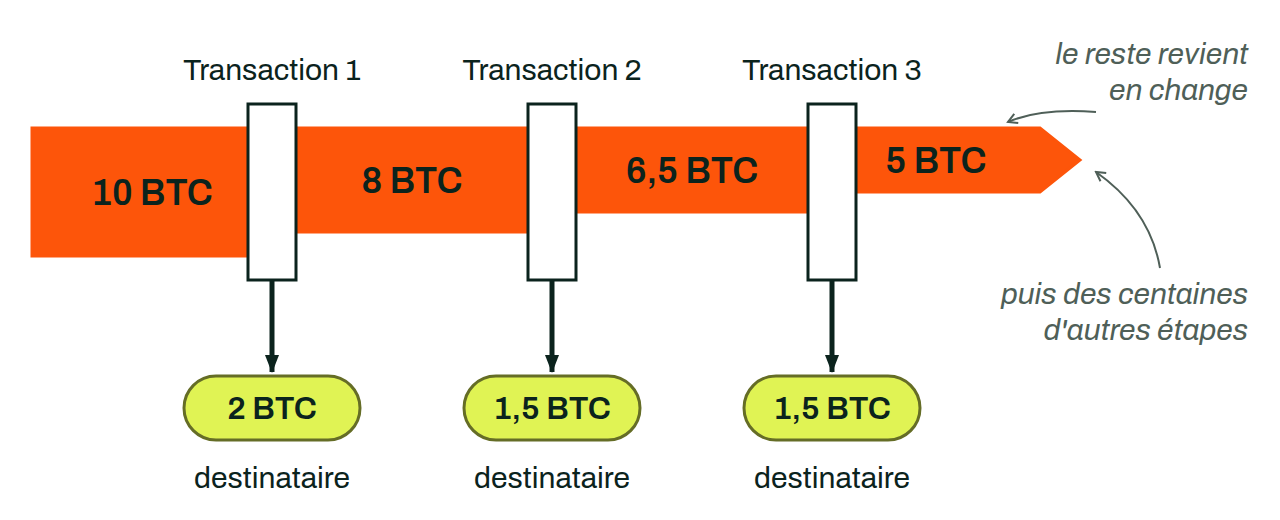 Transaction 1
Transaction 2
Transaction 3
le reste revient
en change
10 BTC
8 BTC
6,5 BTC
5 BTC
puis des centaines
d'autres étapes
2 BTC
1,5 BTC
1,5 BTC
destinataire
destinataire
destinataire